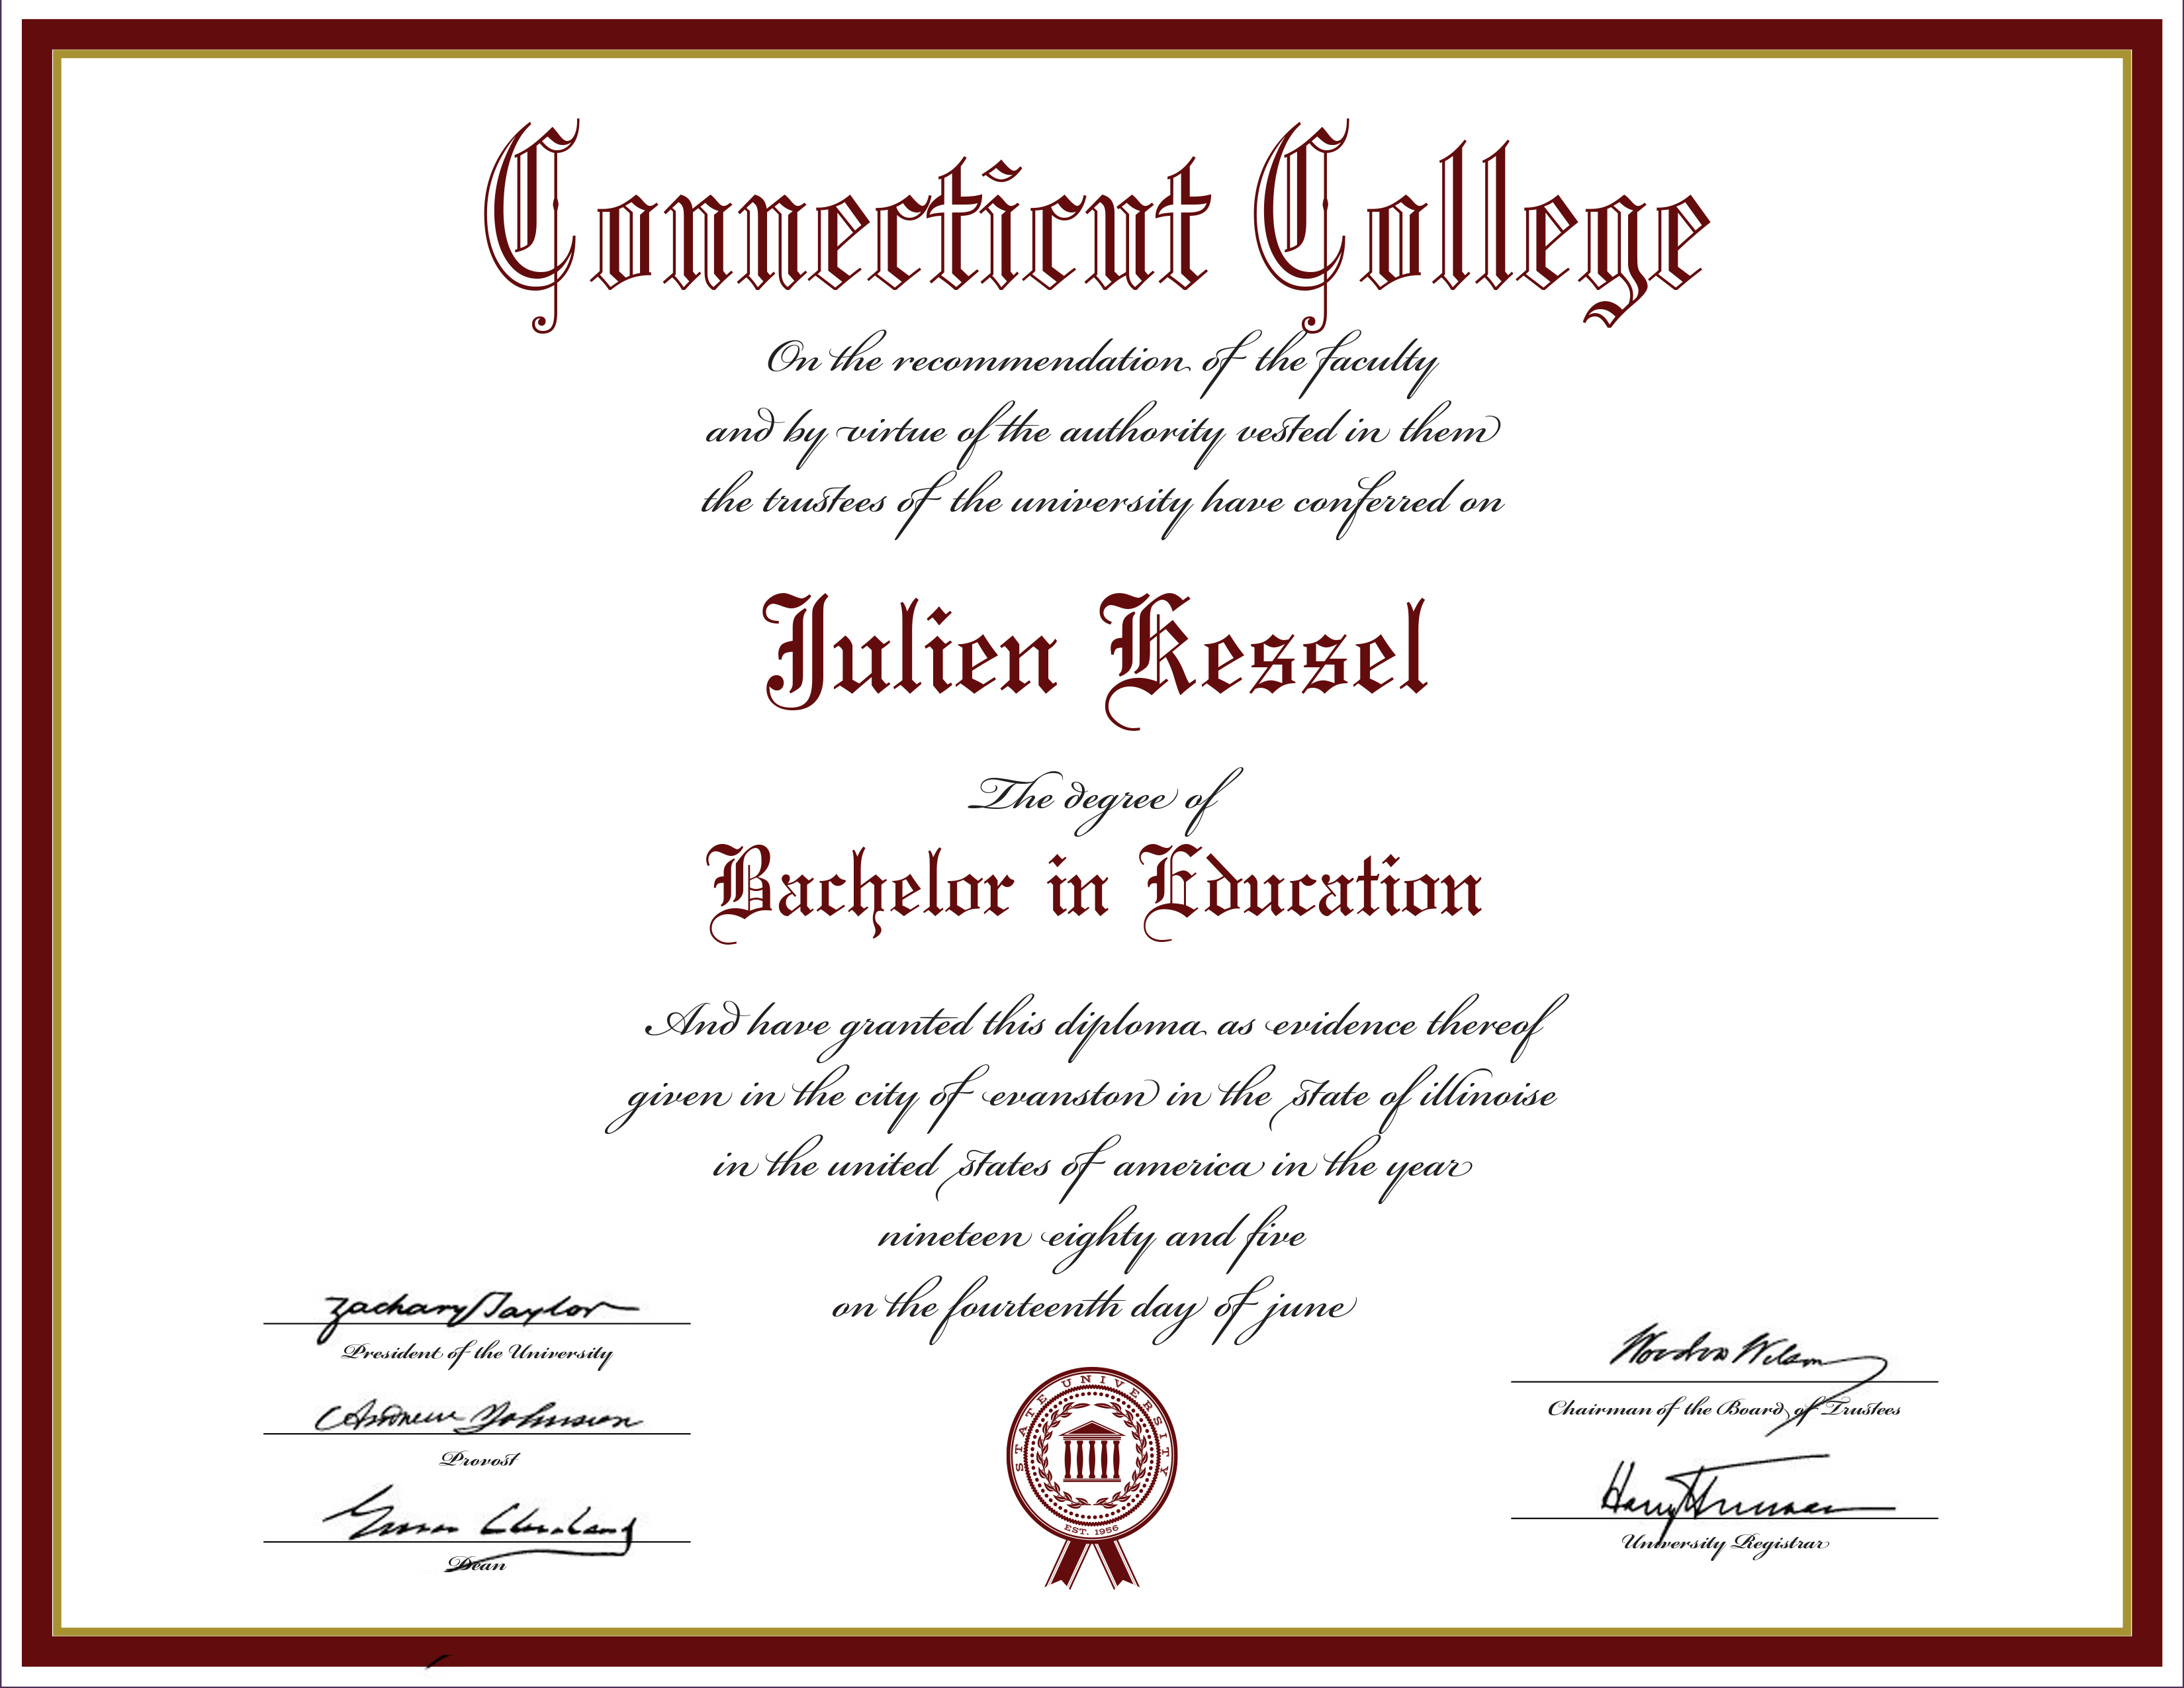 Connecticut College
On the recommendation of the faculty
and by virtue of the authority vested in them
the trustees of the university have conferred on
Julien Kessel
The degree of
Bachelor in Education
And have granted this diploma as evidence thereof
given in the city of evanston in the state of illinoise
in the united states of america in the year
nineteen eighty and five
on the fourteenth day of june
Zachary Taylor
President of the University
Andrew Johnson
Provost
Grover Cleveland
Dean
STATE UNIVERSITY
EST. 1956
Woodrow Wilson
Chairman of the Board of Trustees
Harry Truman
University Registrar